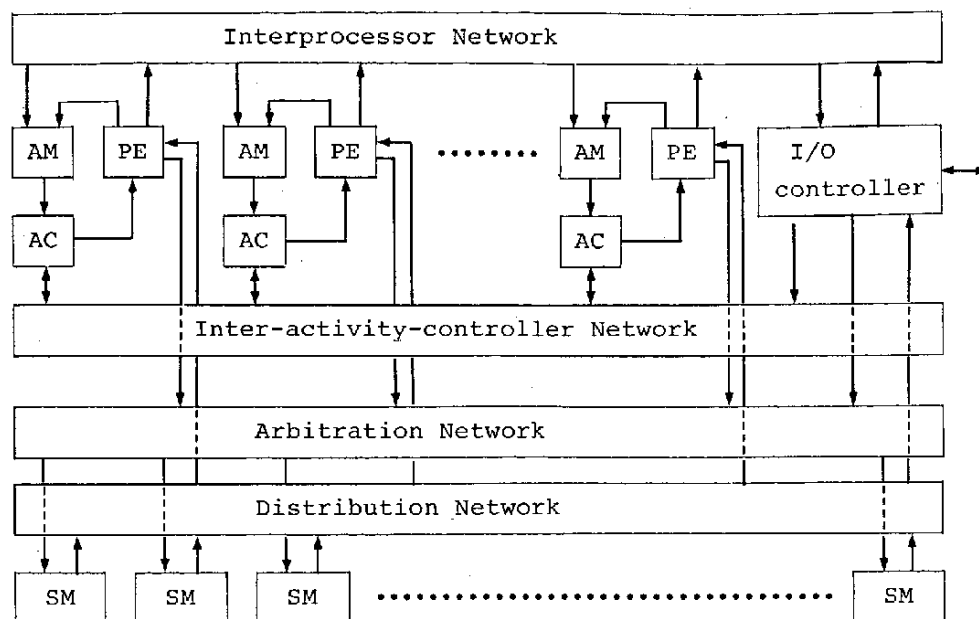 Interprocessor Network
AM PE AM PE AM PE I/O controller
AC AC AC
Inter-activity-controller Network
Arbitration Network
Distribution Network
SM SM SM SM